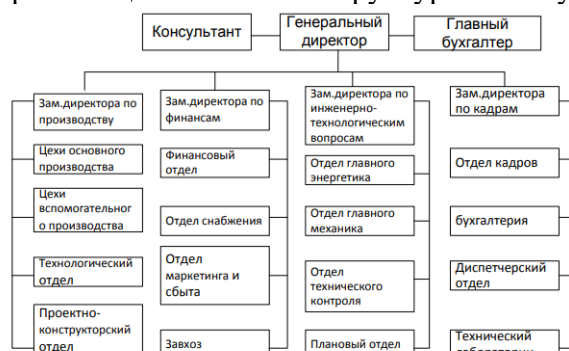 Консультант
Генеральный
директор
Главный
бухгалтер
Зам.директора по
производству
Зам.директора по
финансам
Зам.директора по
инженерно-
технологическим
вопросам
Зам.директора
по кадрам
Цехи основного
производства
Финансовый
отдел
Отдел главного
энергетика
Отдел кадров
Цехи
вспомогательног
о производства
Отдел снабжения
Отдел главного
механика
бухгалтерия
Технологический
отдел
Отдел
маркетинга и
сбыта
Отдел
технического
контроля
Диспетчерский
отдел
Проектно-
конструкторский
отдел
Завхоз
Плановый отдел
Технический